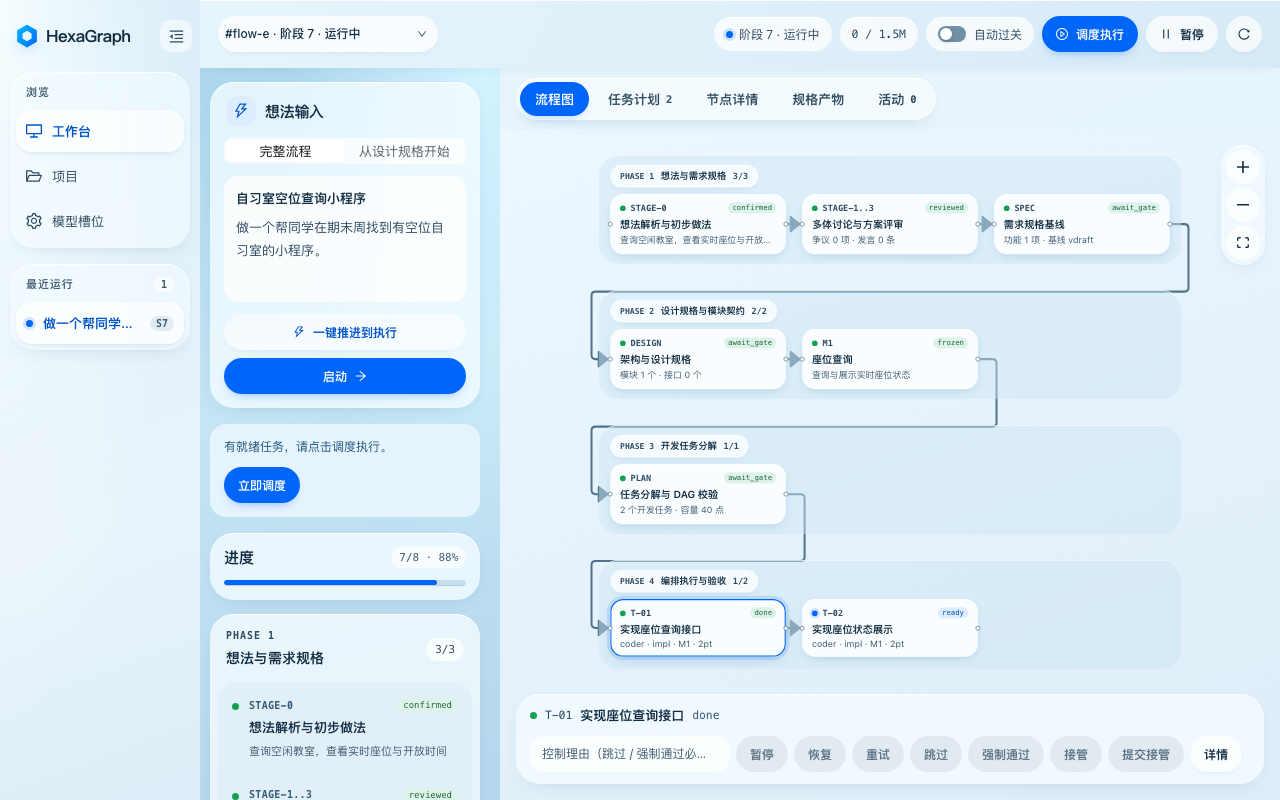 HexaGraph
浏览
工作台
项目
模型槽位
最近运行 1
做一个帮同学... S7
#flow-e · 阶段 7 · 运行中
阶段 7 · 运行中
0 / 1.5M
自动过关
调度执行
暂停
想法输入
完整流程
从设计规格开始
自习室空位查询小程序
做一个帮同学在期末周找到有空位自
习室的小程序。
一键推进到执行
启动
有就绪任务，请点击调度执行。
立即调度
进度
7/8 · 88%
PHASE 1
想法与需求规格
3/3
STAGE-0 confirmed
想法解析与初步做法
查询空闲教室，查看实时座位与开放时间
STAGE-1..3 reviewed
流程图
任务计划 2
节点详情
规格产物
活动 0
PHASE 1 想法与需求规格 3/3
STAGE-0 confirmed
想法解析与初步做法
查询空闲教室，查看实时座位与开放...
STAGE-1..3 reviewed
多体讨论与方案评审
争议 0 项 · 发言 0 条
SPEC await_gate
需求规格基线
功能 1 项 · 基线 vdraft
PHASE 2 设计规格与模块契约 2/2
DESIGN await_gate
架构与设计规格
模块 1 个 · 接口 0 个
M1 frozen
座位查询
查询与展示实时座位状态
PHASE 3 开发任务分解 1/1
PLAN await_gate
任务分解与 DAG 校验
2 个开发任务 · 容量 40 点
PHASE 4 编排执行与验收 1/2
T-01 done
实现座位查询接口
coder · impl · M1 · 2pt
T-02 ready
实现座位状态展示
coder · impl · M1 · 2pt
T-01 实现座位查询接口 done
控制理由（跳过 / 强制通过必...
暂停
恢复
重试
跳过
强制通过
接管
提交接管
详情